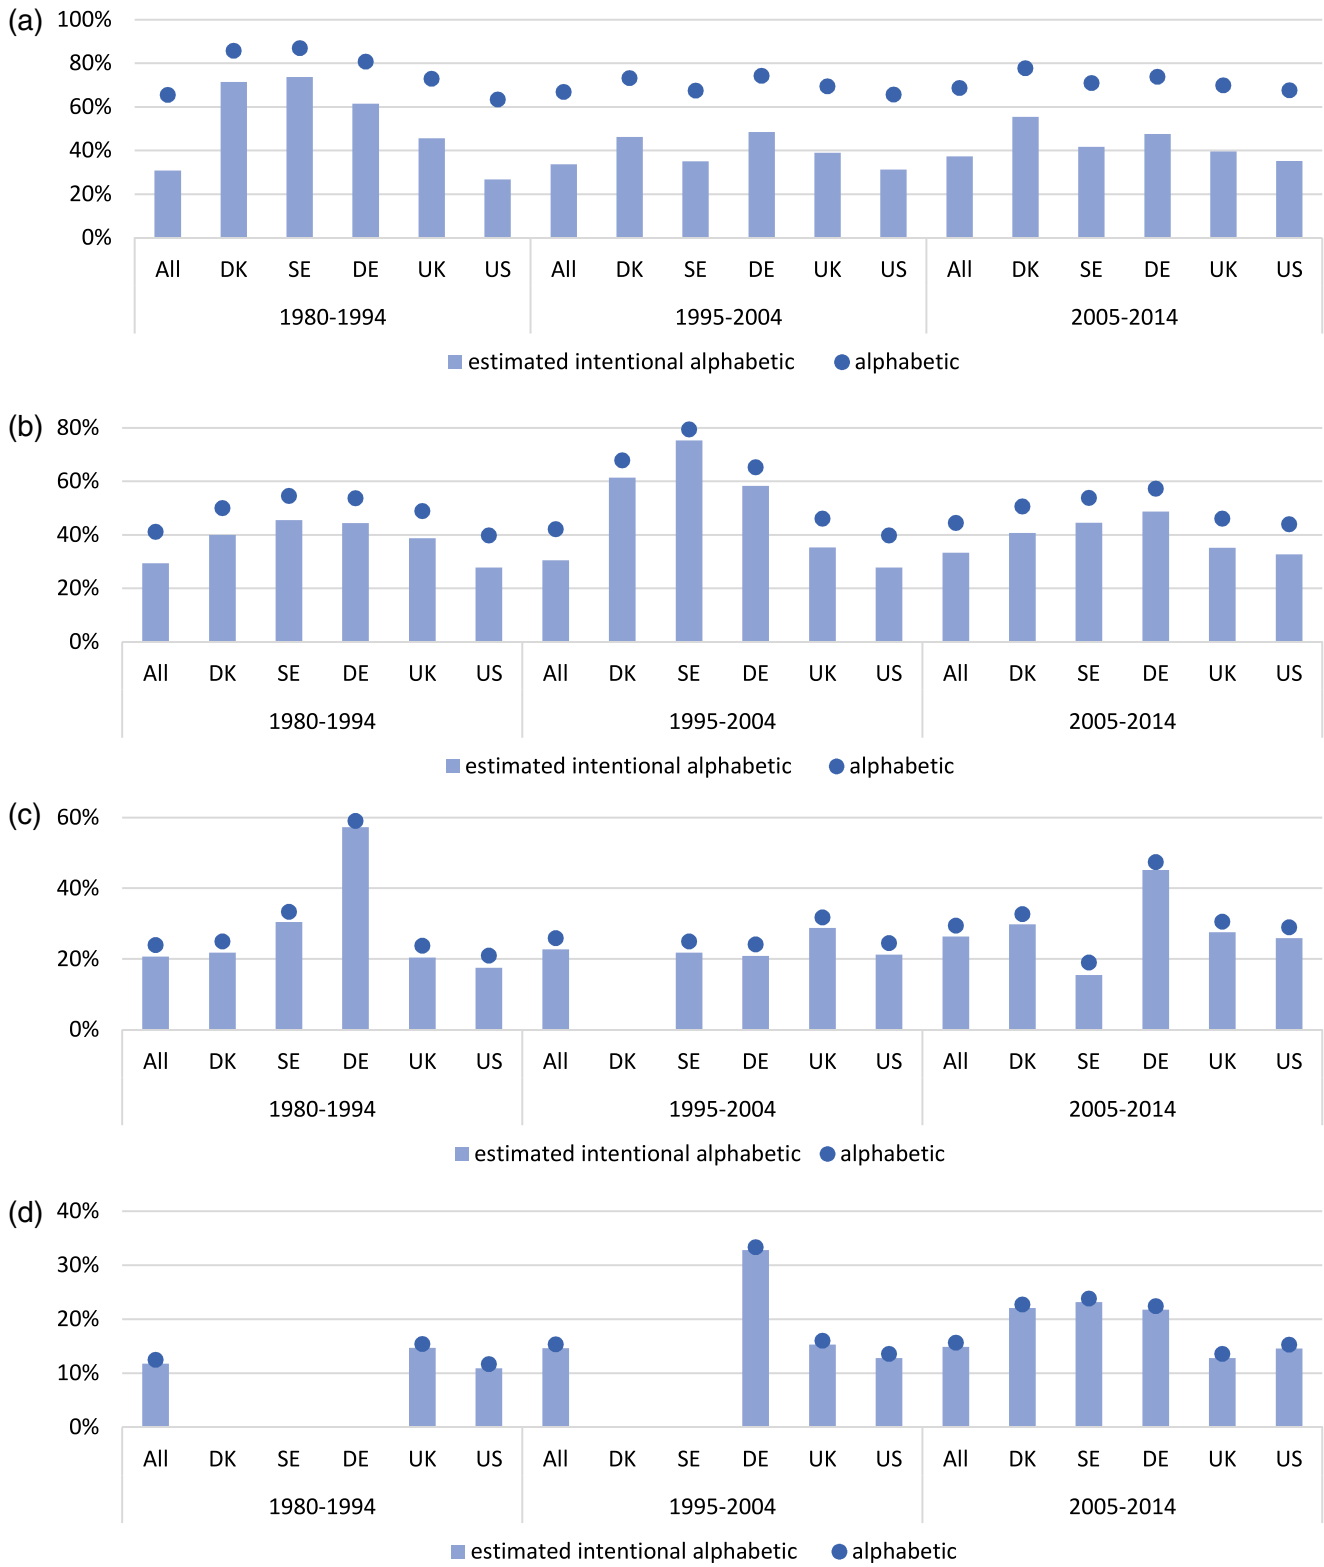 (a)
100%
80%
60%
40%
20%
0%
All DK SE DE UK US All DK SE DE UK US All DK SE DE UK US
1980-1994 1995-2004 2005-2014
estimated intentional alphabetic alphabetic
(b)
80%
60%
40%
20%
0%
All DK SE DE UK US All DK SE DE UK US All DK SE DE UK US
1980-1994 1995-2004 2005-2014
estimated intentional alphabetic alphabetic
(c)
60%
40%
20%
0%
All DK SE DE UK US All DK SE DE UK US All DK SE DE UK US
1980-1994 1995-2004 2005-2014
estimated intentional alphabetic alphabetic
(d)
40%
30%
20%
10%
0%
All DK SE DE UK US All DK SE DE UK US All DK SE DE UK US
1980-1994 1995-2004 2005-2014
estimated intentional alphabetic alphabetic